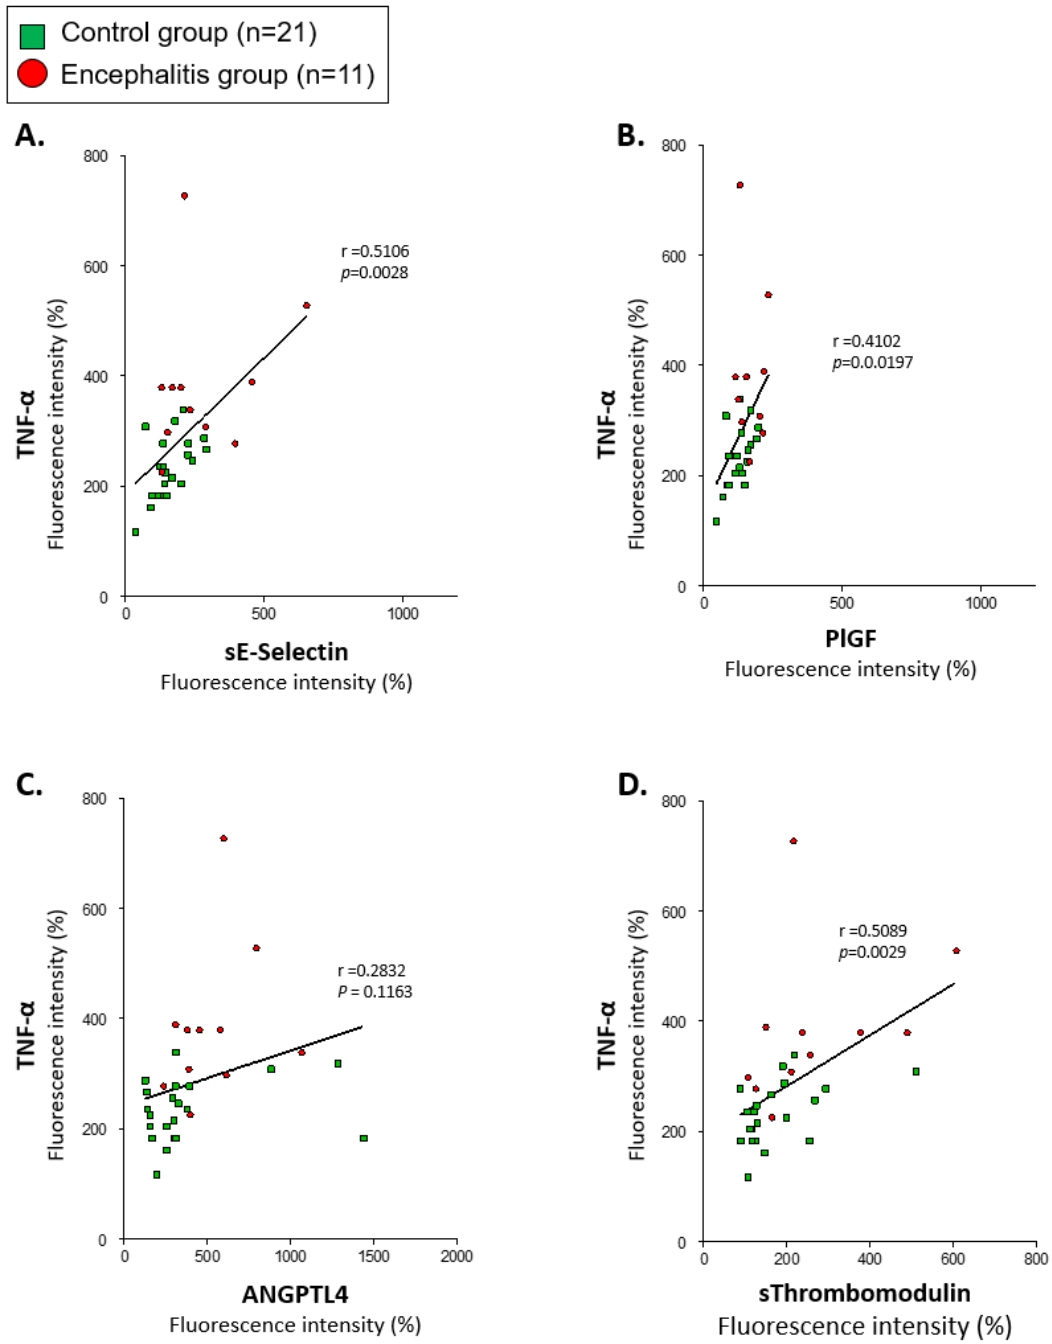 Control group (n=21)
Encephalitis group (n=11)
A.
800
600
400
200
0
TNF-α
Fluorescence intensity (%)
r =0.5106
p=0.0028
0 500 1000
sE-Selectin
Fluorescence intensity (%)
B.
800
600
400
200
0
TNF-α
Fluorescence intensity (%)
r =0.4102
p=0.0.0197
0 500 1000
PlGF
Fluorescence intensity (%)
C.
800
600
400
200
0
TNF-α
Fluorescence intensity (%)
r =0.2832
P = 0.1163
0 500 1000 1500 2000
ANGPTL4
Fluorescence intensity (%)
D.
800
600
400
200
0
TNF-α
Fluorescence intensity (%)
r =0.5089
p=0.0029
0 200 400 600 800
sThrombomodulin
Fluorescence intensity (%)